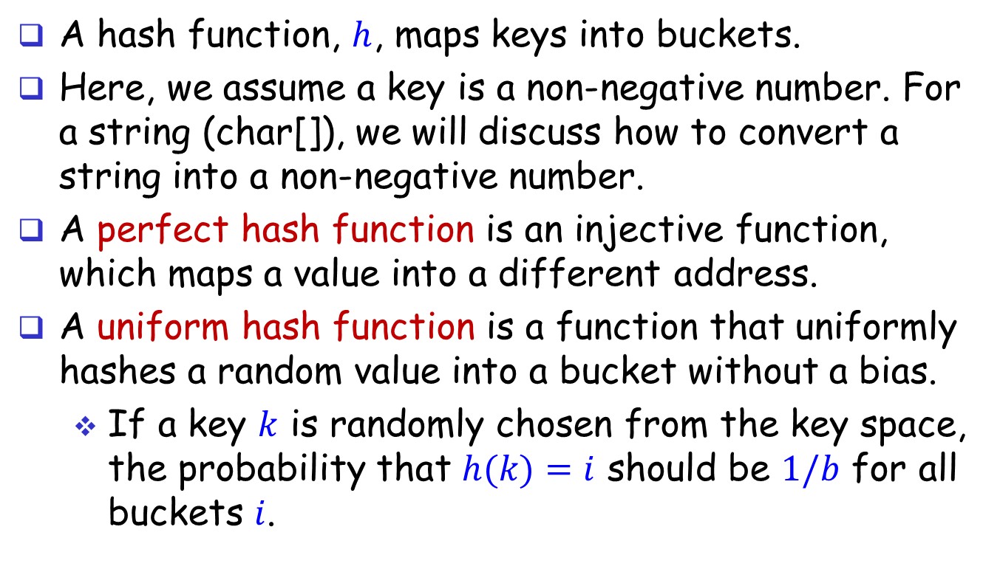 A hash function, h, maps keys into buckets.
Here, we assume a key is a non-negative number. For
a string (char[]), we will discuss how to convert a
string into a non-negative number.
A perfect hash function is an injective function,
which maps a value into a different address.
A uniform hash function is a function that uniformly
hashes a random value into a bucket without a bias.
If a key k is randomly chosen from the key space,
the probability that h(k) = i should be 1/b for all
buckets i.